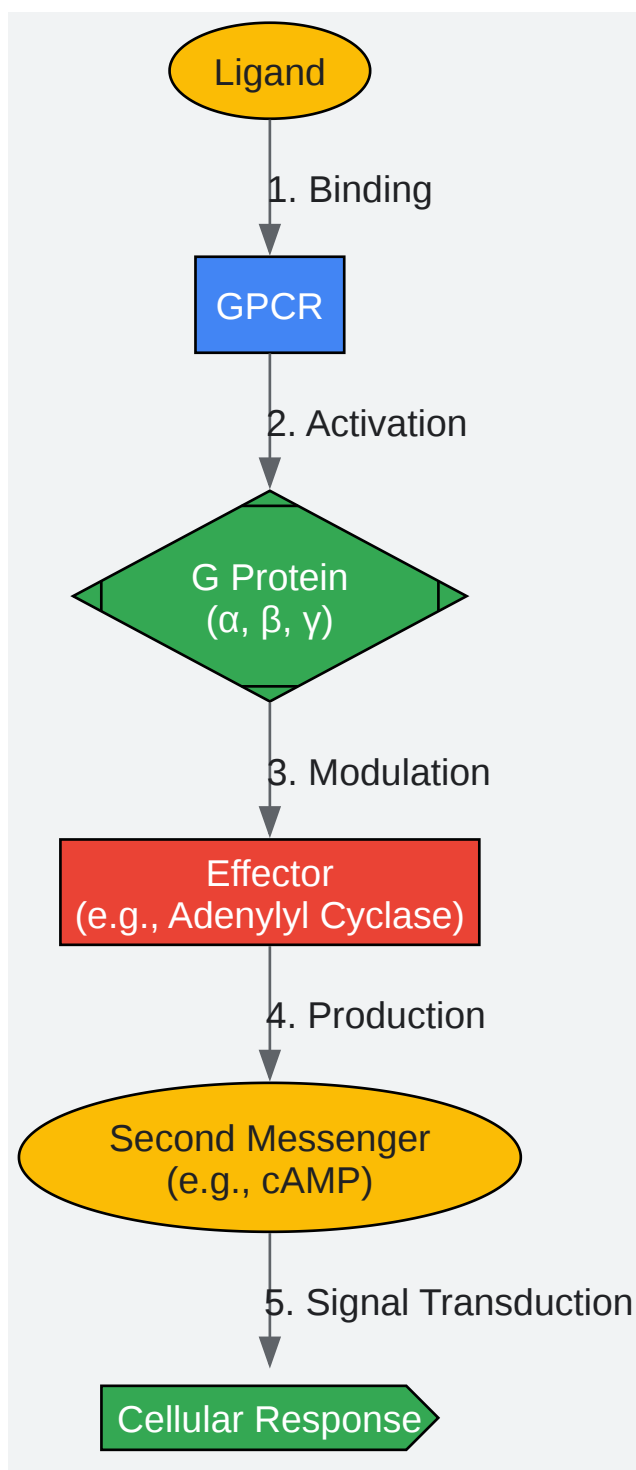 Ligand
1. Binding
GPCR
2. Activation
G Protein
(α, β, γ)
3. Modulation
Effector
(e.g., Adenylyl Cyclase)
4. Production
Second Messenger
(e.g., cAMP)
5. Signal Transduction
Cellular Response